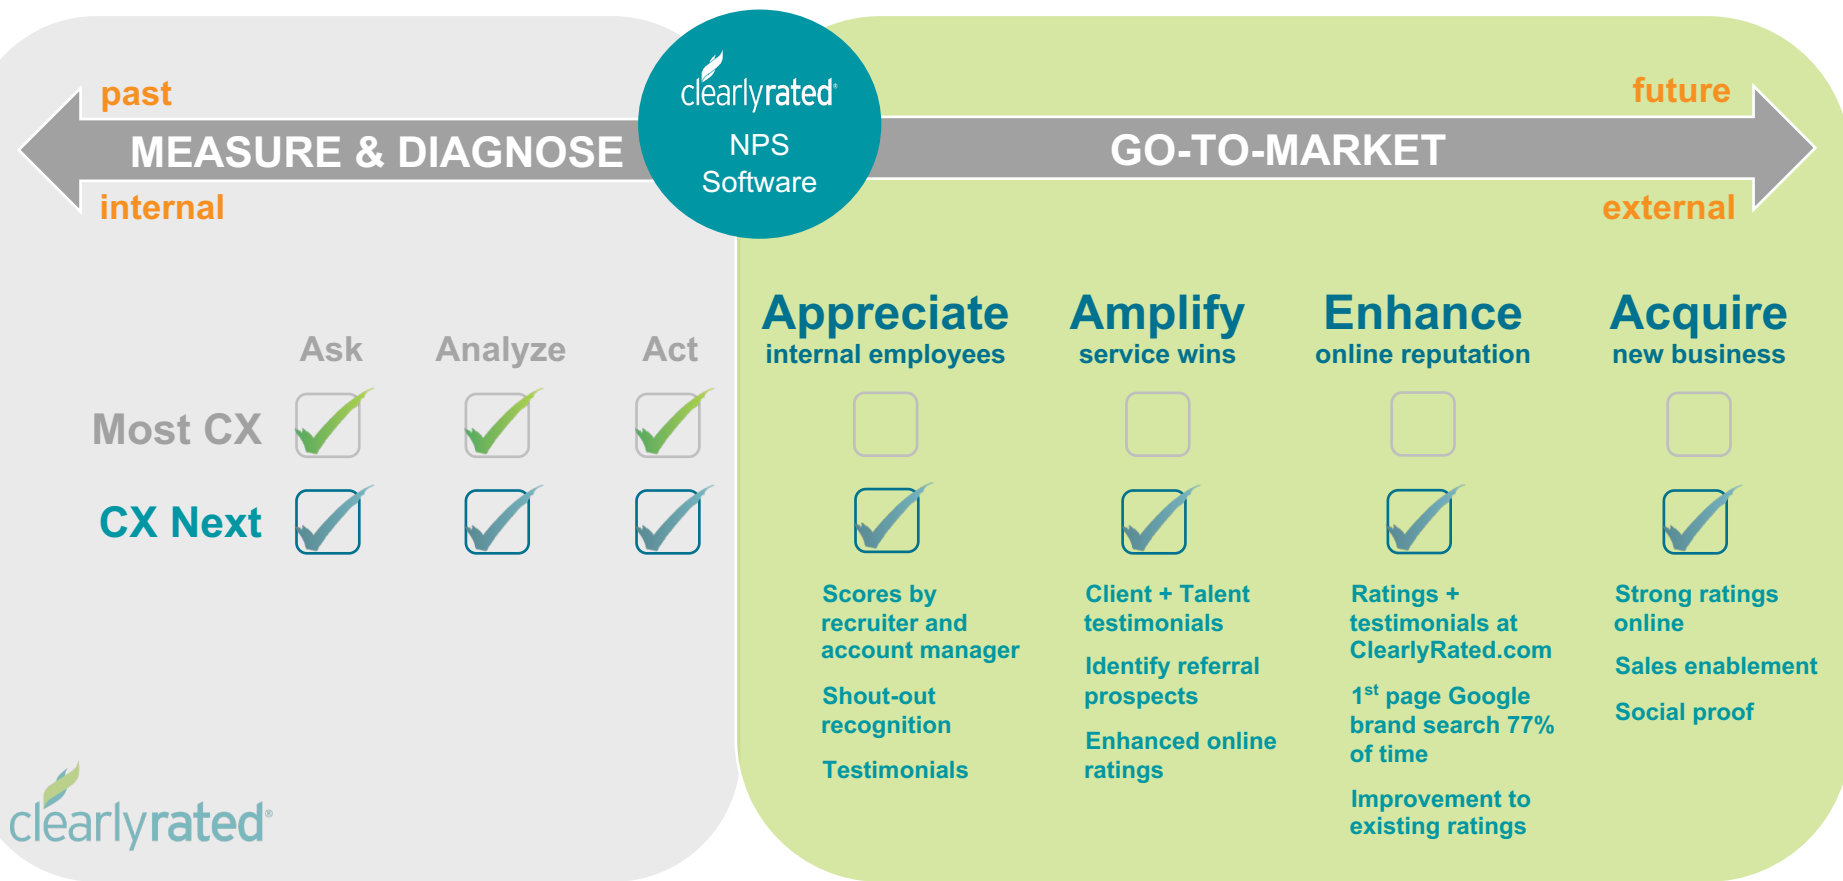 clearlyrated®
NPS
Software
past
MEASURE & DIAGNOSE
internal
future
GO-TO-MARKET
external
Ask
Analyze
Act
Most CX
CX Next
Appreciate
internal employees
Scores by
recruiter and
account manager
Shout-out
recognition
Testimonials
Amplify
service wins
Client + Talent
testimonials
Identify referral
prospects
Enhanced online
ratings
Enhance
online reputation
Ratings +
testimonials at
ClearlyRated.com
1st page Google
brand search 77%
of time
Improvement to
existing ratings
Acquire
new business
Strong ratings
online
Sales enablement
Social proof
clearlyrated®